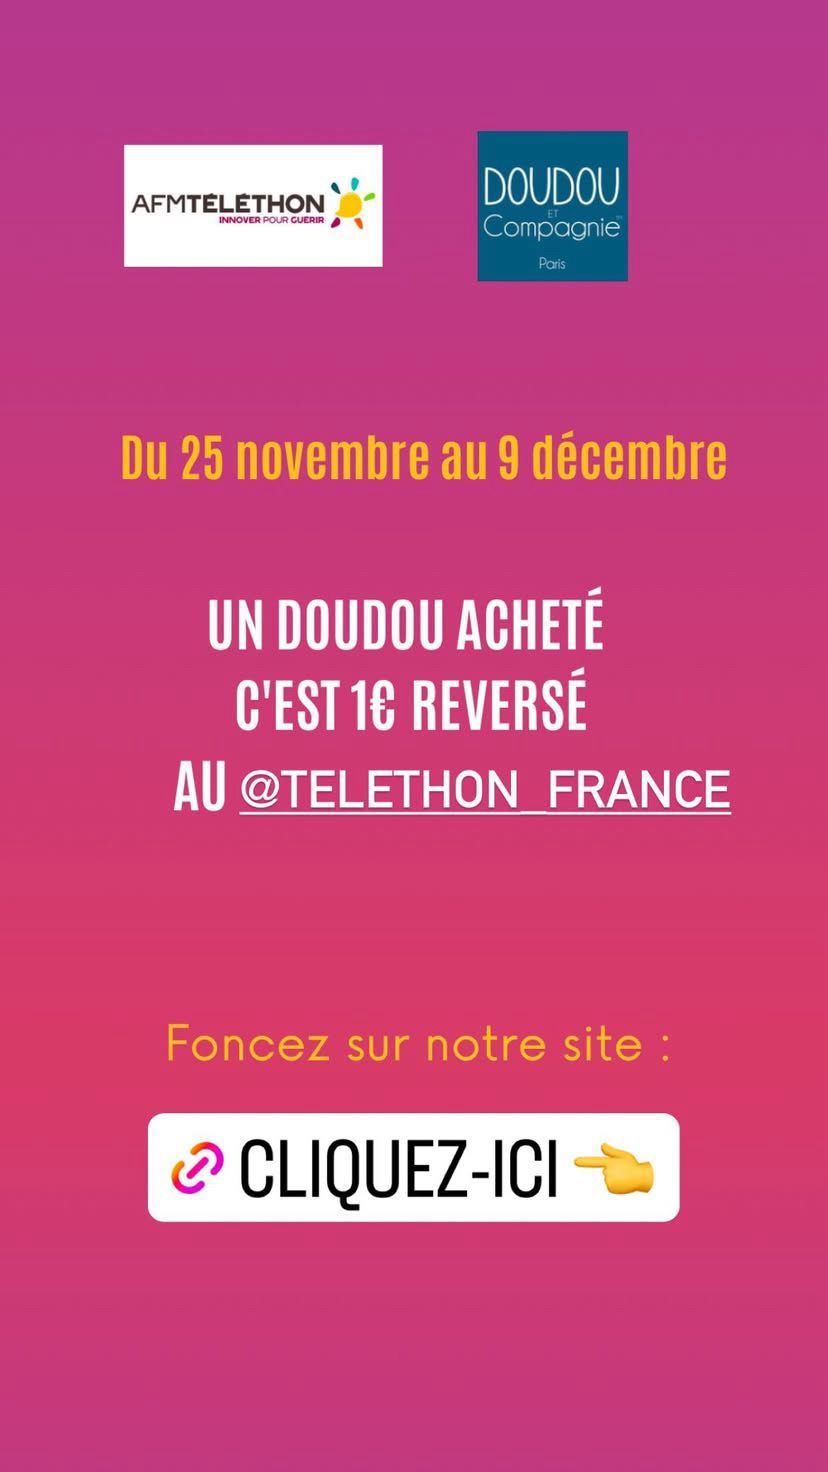 AFMTÉLÉTHON
INNOVER POUR GUÉRIR
DOUDOU
ET
Compagnie
Paris
Du 25 novembre au 9 décembre
UN DOUDOU ACHETÉ
C'EST 1€ REVERSÉ
AU @TELETHON_FRANCE
Foncez sur notre site :
CLIQUEZ-ICI 👈